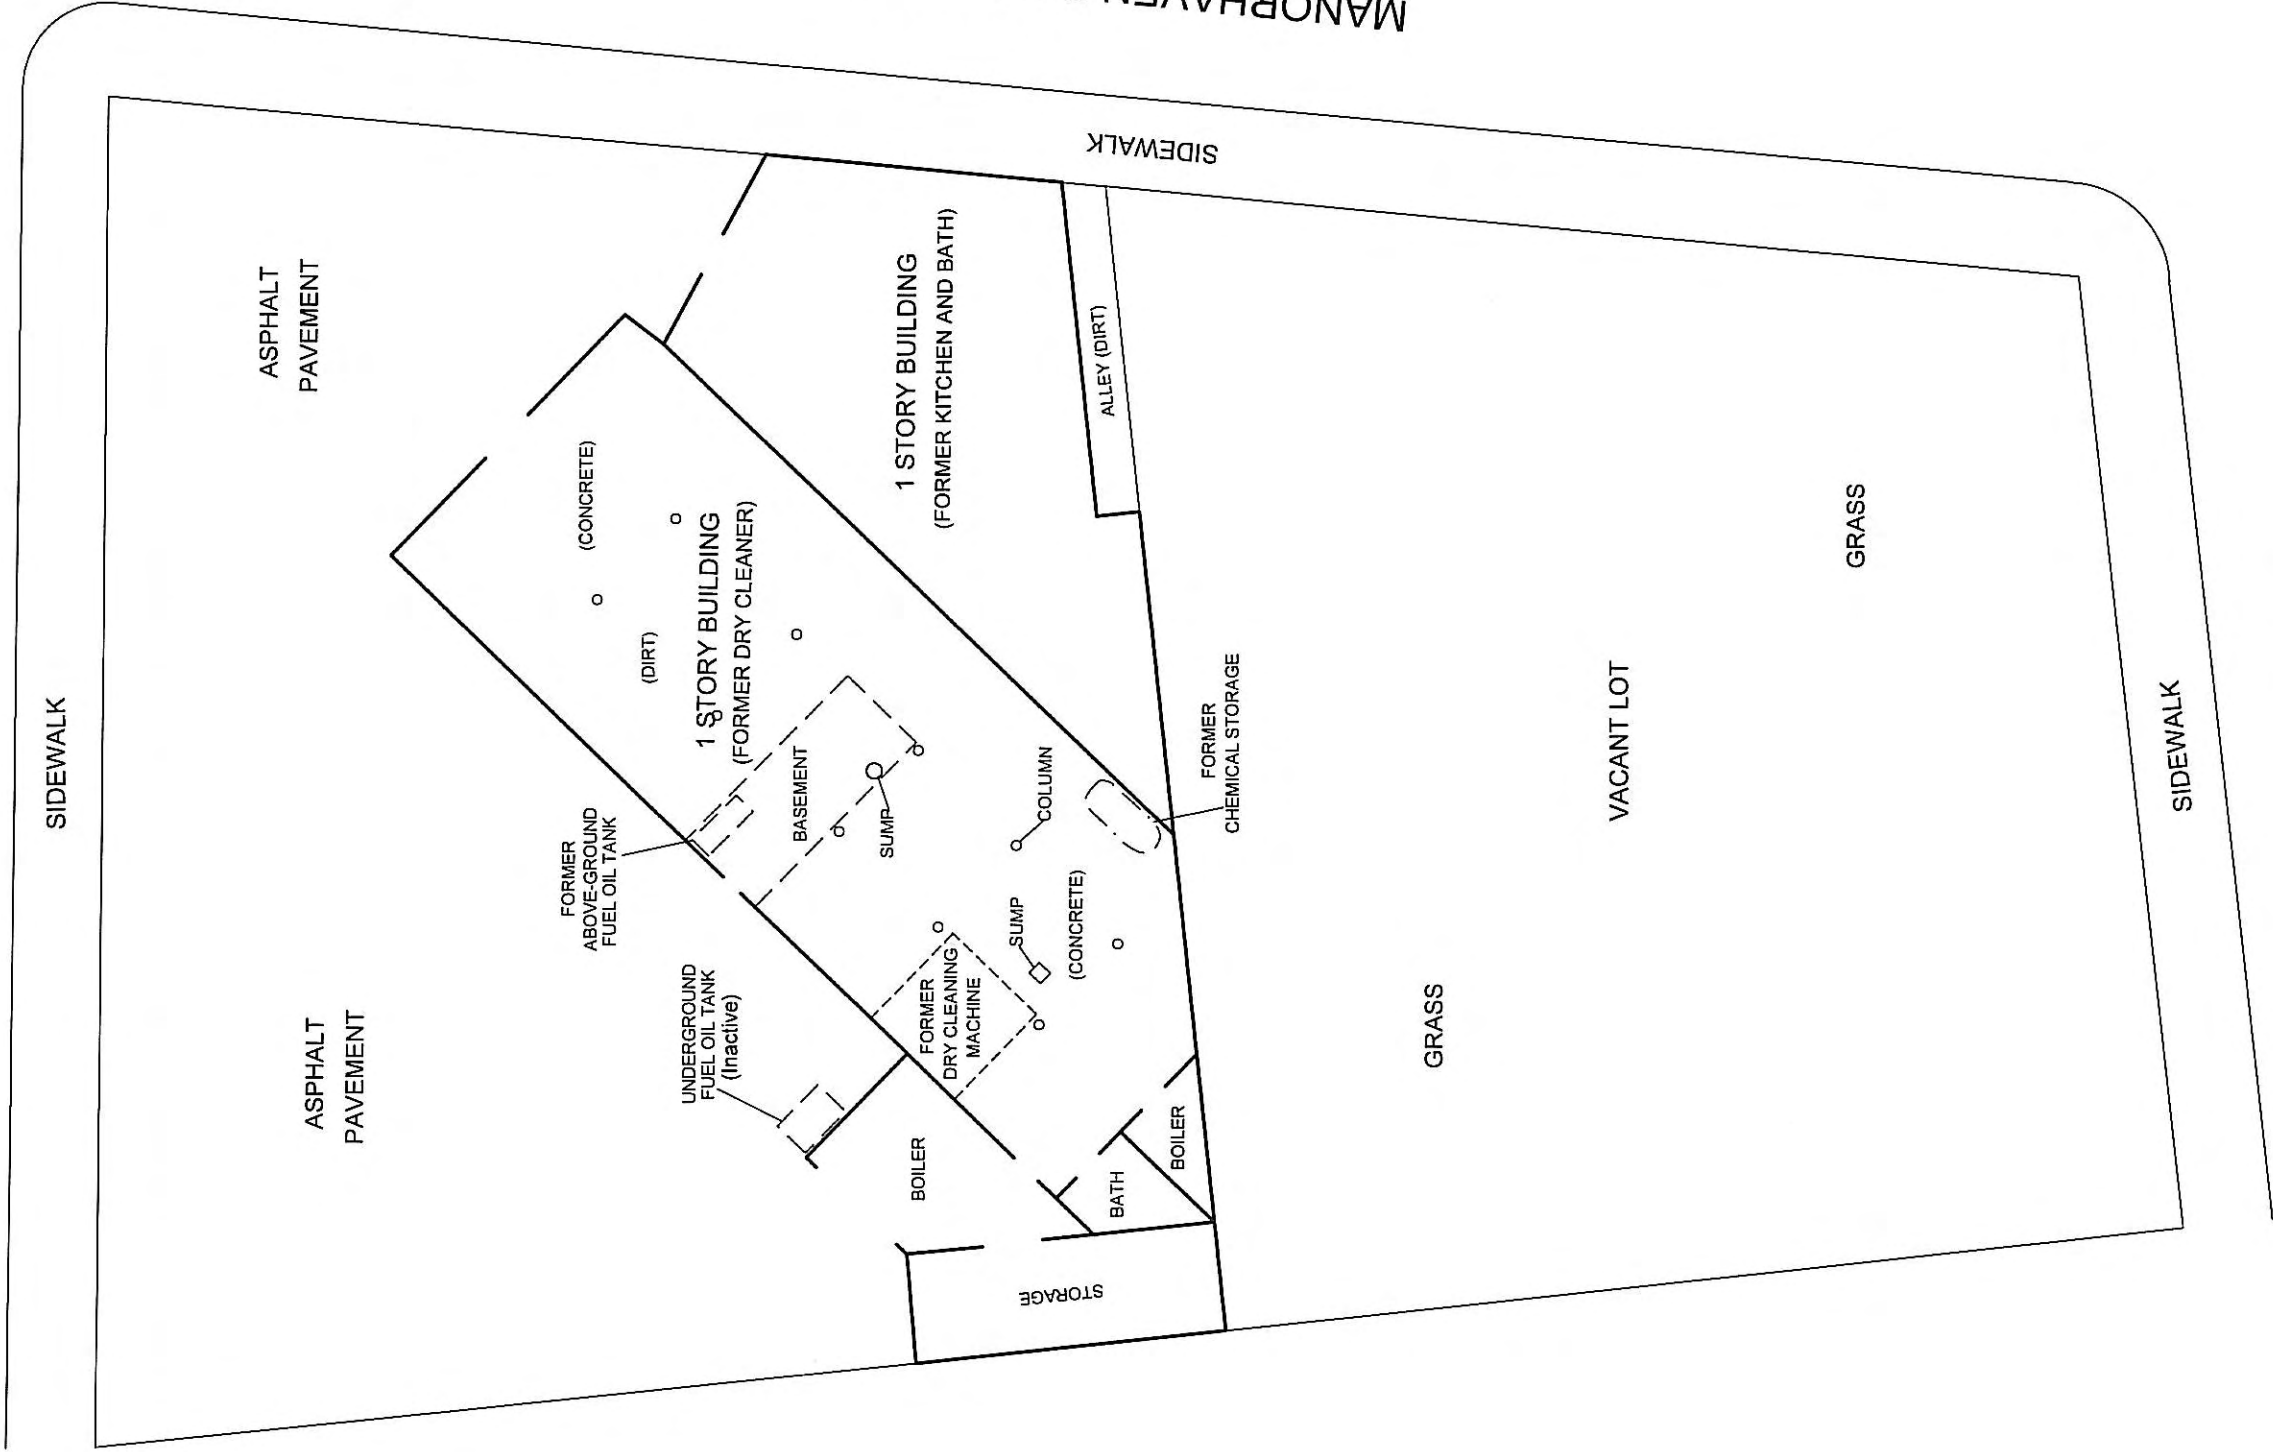 MANORHAVEN
SIDEWALK
SIDEWALK
ASPHALT
PAVEMENT
ASPHALT
PAVEMENT
1 STORY BUILDING
(FORMER KITCHEN AND BATH)
ALLEY (DIRT)
(CONCRETE)
(DIRT)
1 STORY BUILDING
(FORMER DRY CLEANER)
FORMER
ABOVE-GROUND
FUEL OIL TANK
BASEMENT
SUMP
COLUMN
FORMER
CHEMICAL STORAGE
UNDERGROUND
FUEL OIL TANK
(Inactive)
FORMER
DRY CLEANING
MACHINE
SUMP
(CONCRETE)
BOILER
BATH
BOILER
STORAGE
GRASS
VACANT LOT
GRASS
SIDEWALK